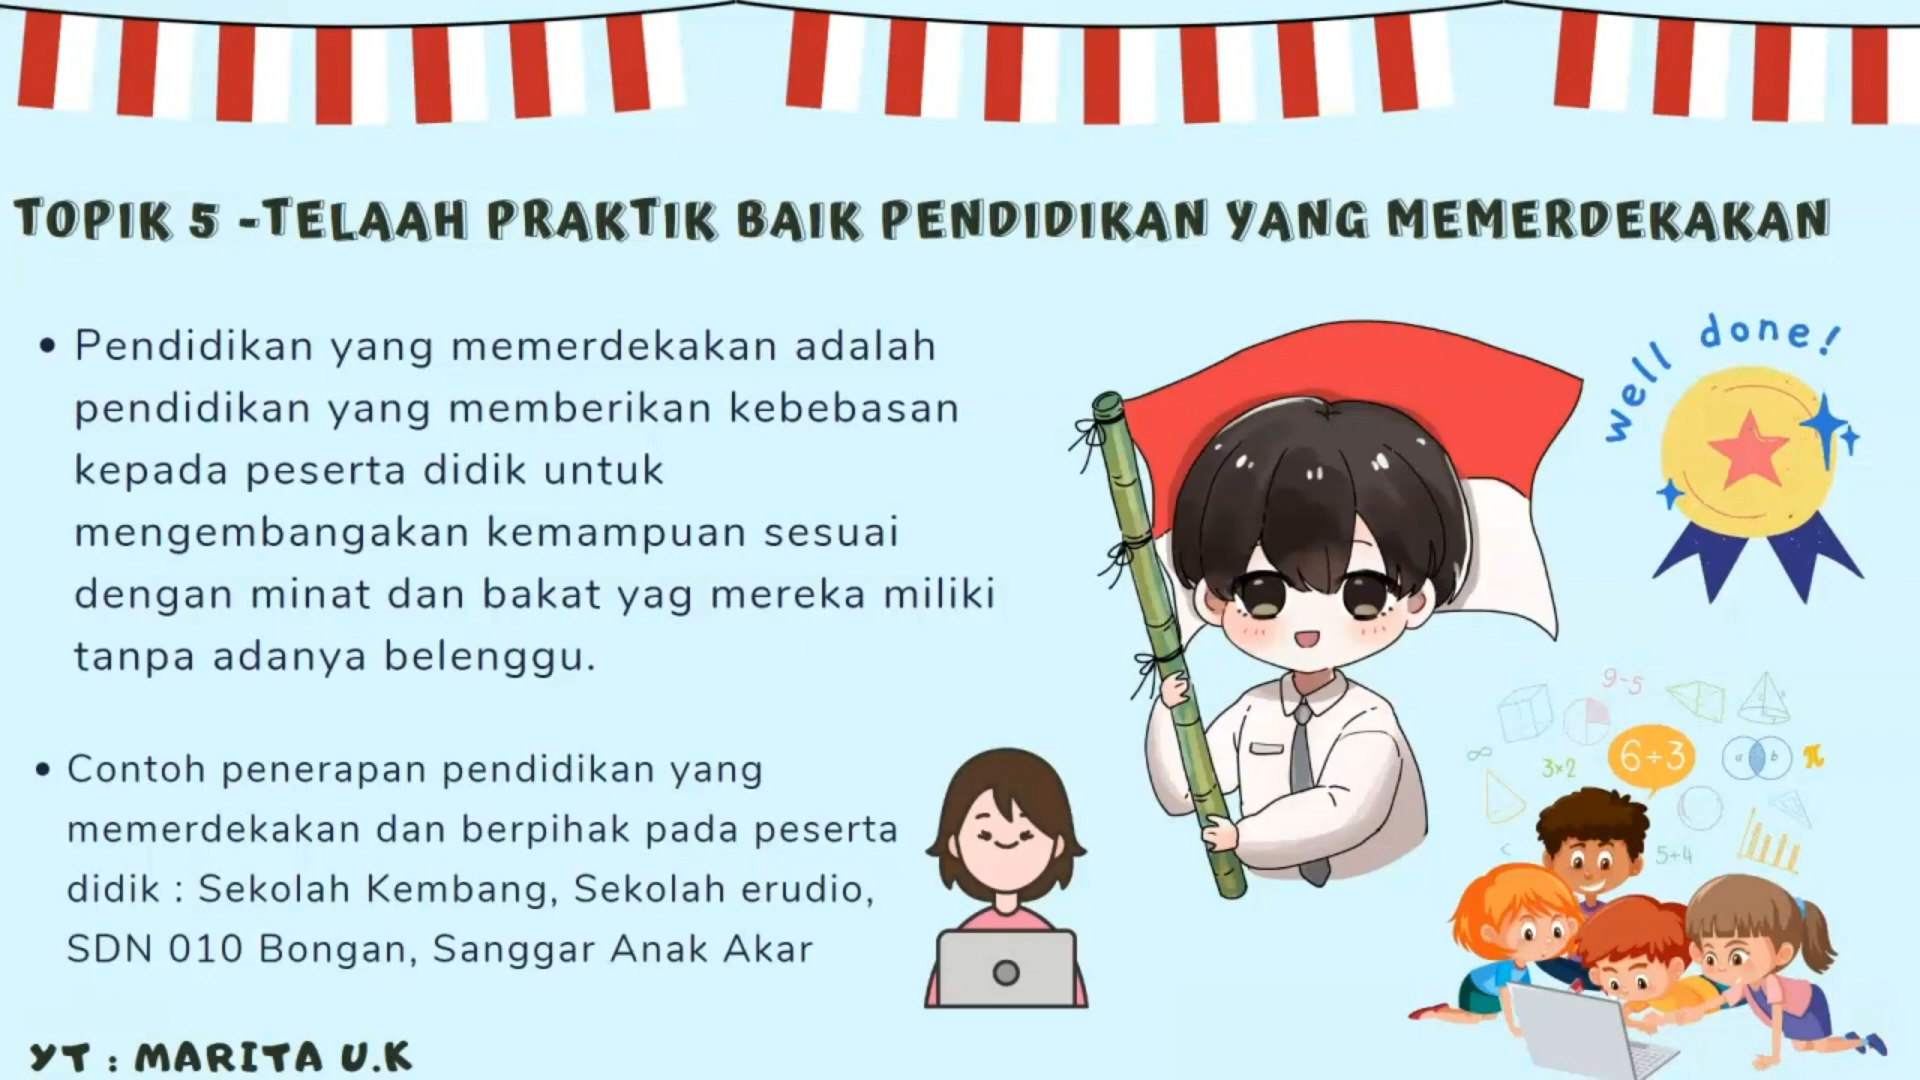 TOPIK 5 -TELAAH PRAKTIK BAIK PENDIDIKAN YANG MEMERDEKAKAN
• Pendidikan yang memerdekakan adalah
pendidikan yang memberikan kebebasan
kepada peserta didik untuk
mengembangakan kemampuan sesuai
dengan minat dan bakat yag mereka miliki
tanpa adanya belenggu.
• Contoh penerapan pendidikan yang
memerdekakan dan berpihak pada peserta
didik : Sekolah Kembang, Sekolah erudio,
SDN 010 Bongan, Sanggar Anak Akar
YT : MARITA U.K
well done!
9-5
6÷3
3×2
a b
π
∞
5+4